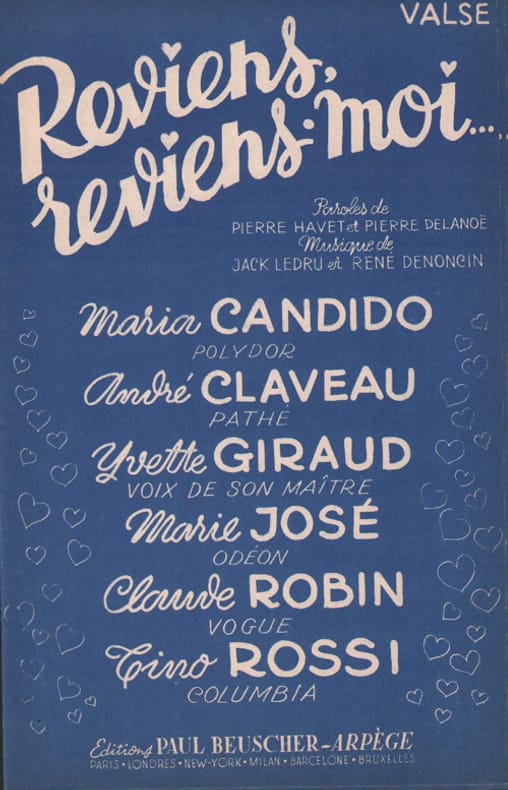 VALSE
Reviens,
reviens-moi.....
Paroles de
PIERRE HAVET et PIERRE DELANOË
Musique de
JACK LEDRU et RENÉ DENONCIN
Maria CANDIDO
POLYDOR
André CLAVEAU
PATHÉ
Yvette GIRAUD
VOIX DE SON MAÎTRE
Marie JOSÉ
ODÉON
Claude ROBIN
VOGUE
Tino ROSSI
COLUMBIA
Editions PAUL BEUSCHER-ARPÈGE
PARIS • LONDRES • NEW-YORK • MILAN • BARCELONE • BRUXELLES